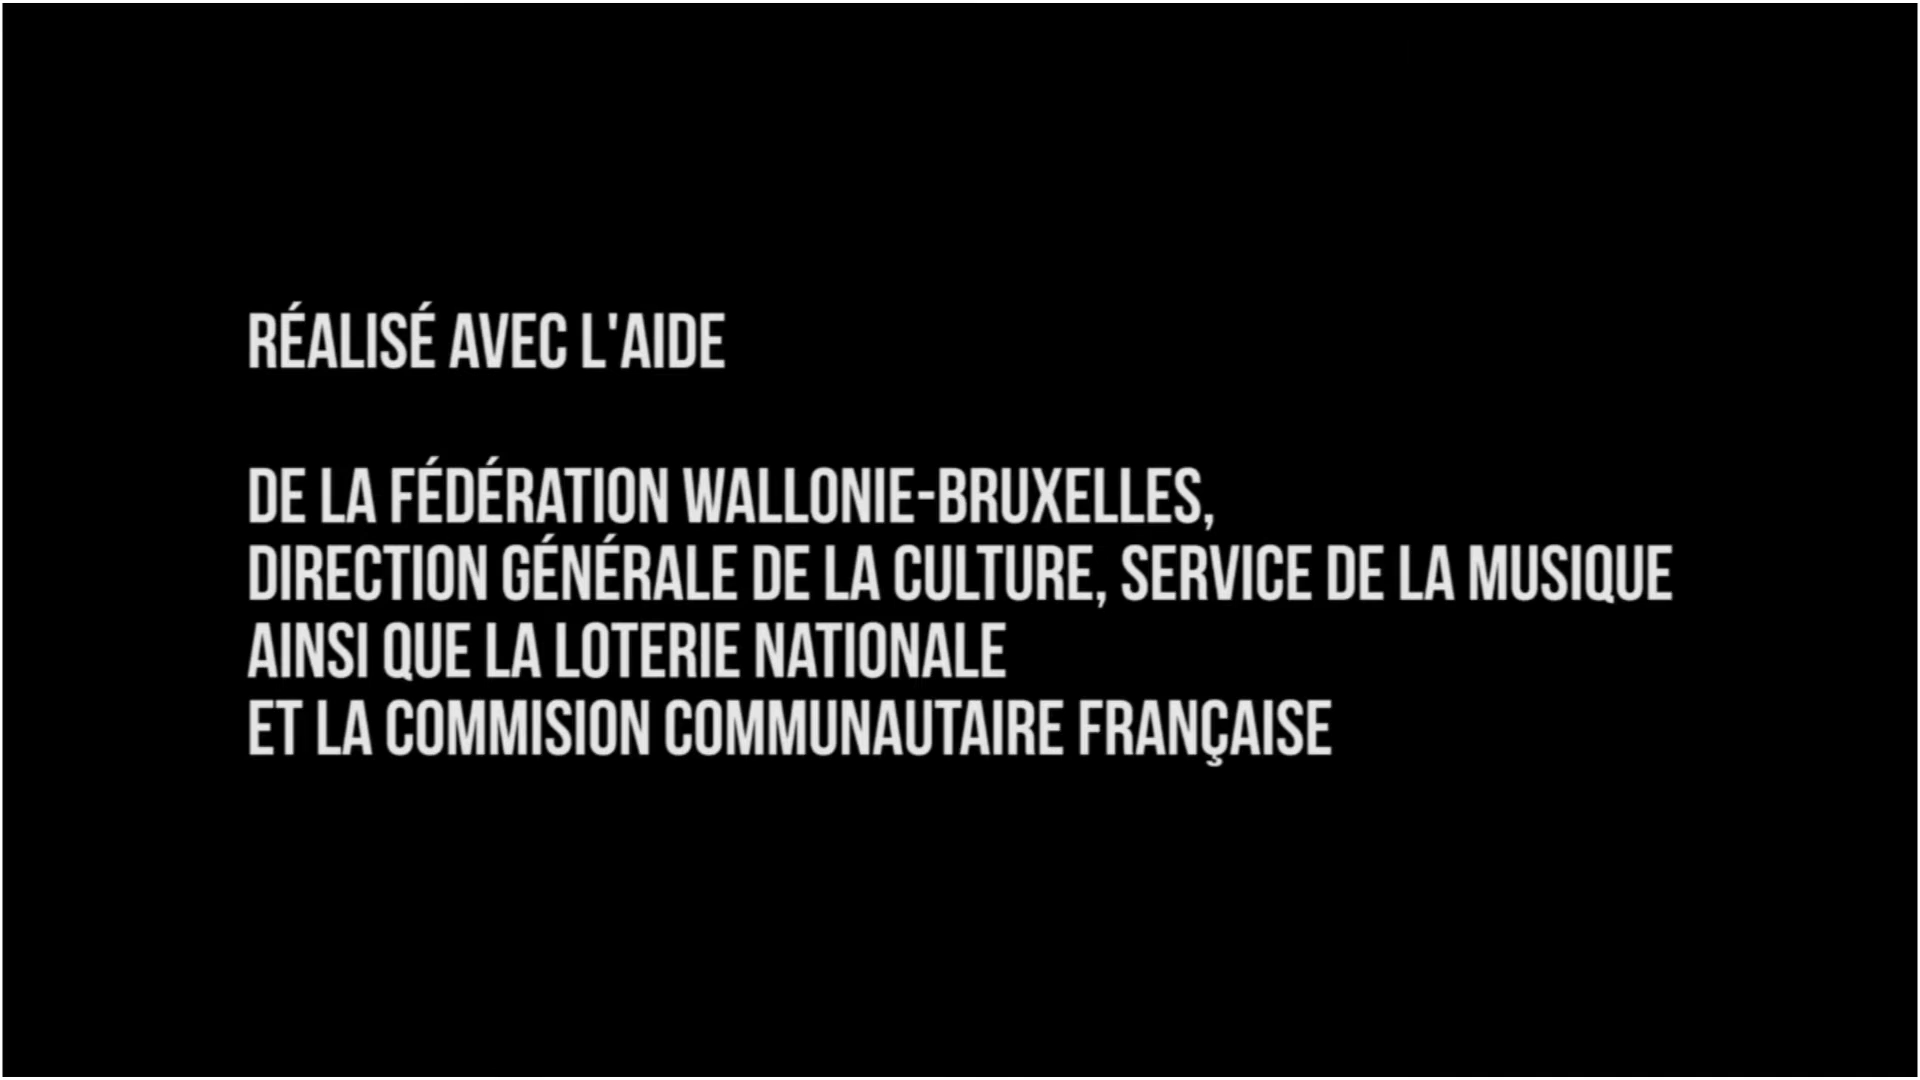 RÉALISÉ AVEC L'AIDE
DE LA FÉDÉRATION WALLONIE-BRUXELLES,
DIRECTION GÉNÉRALE DE LA CULTURE, SERVICE DE LA MUSIQUE
AINSI QUE LA LOTERIE NATIONALE
ET LA COMMISION COMMUNAUTAIRE FRANÇAISE